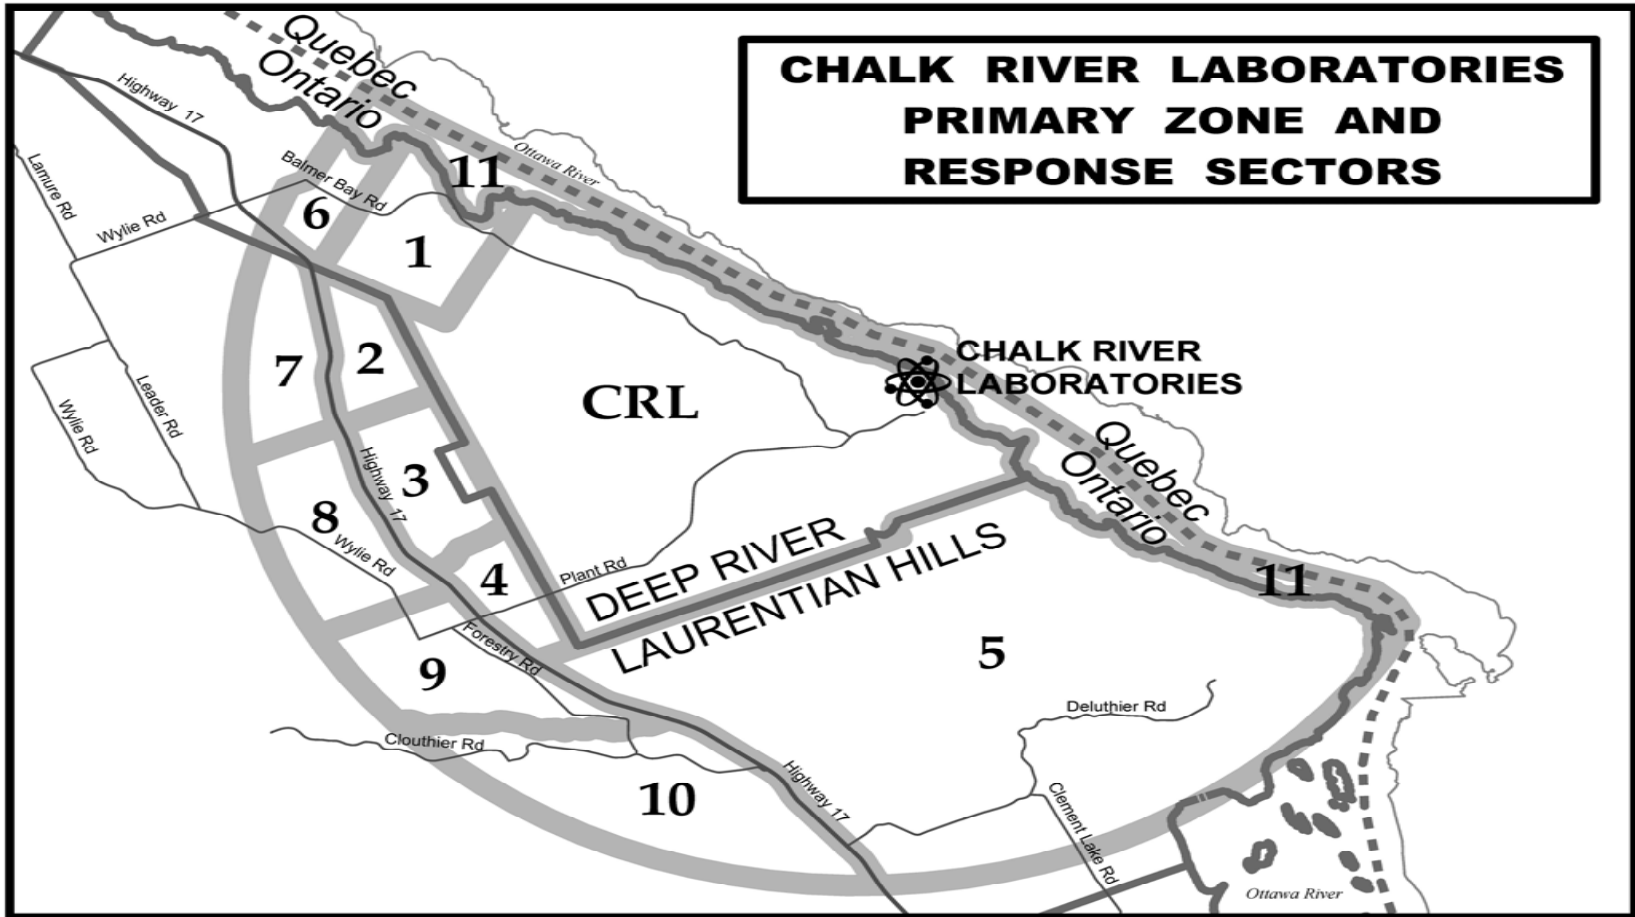 CHALK RIVER LABORATORIES
PRIMARY ZONE AND
RESPONSE SECTORS
Quebec
Ontario
Highway 17
Ottawa River
11
Balmer Bay Rd
Lamure Rd
Wylie Rd
6
1
CHALK RIVER
LABORATORIES
7
2
CRL
Leader Rd
Wylie Rd
Quebec
Ontario
Highway 17
3
8
Wylie Rd
4
Plant Rd
DEEP RIVER
LAURENTIAN HILLS
11
Forestry Rd
5
9
Deluthier Rd
Clouthier Rd
10
Highway 17
Clement Lake Rd
Ottawa River